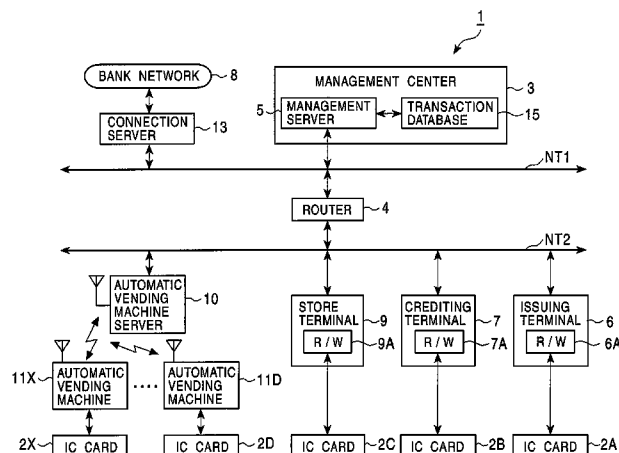 1
BANK NETWORK 8
MANAGEMENT CENTER 3
5 MANAGEMENT SERVER
TRANSACTION DATABASE 15
CONNECTION SERVER 13
NT1
ROUTER 4
NT2
AUTOMATIC VENDING MACHINE SERVER 10
STORE TERMINAL 9
R/W 9A
CREDITING TERMINAL 7
R/W 7A
ISSUING TERMINAL 6
R/W 6A
11X AUTOMATIC VENDING MACHINE
AUTOMATIC VENDING MACHINE 11D
2X IC CARD
IC CARD 2D
IC CARD 2C
IC CARD 2B
IC CARD 2A